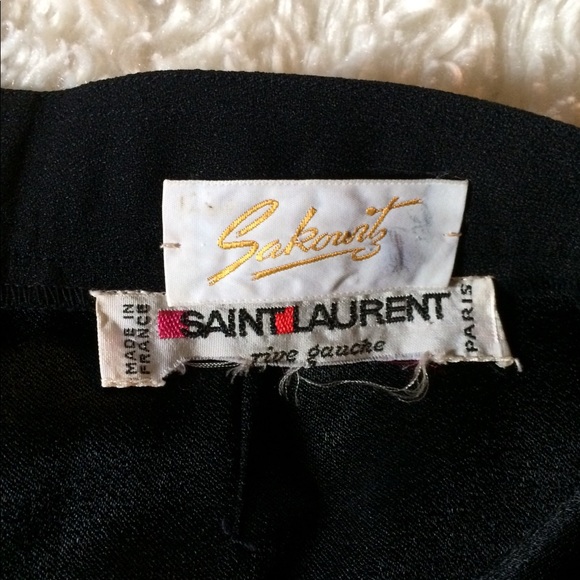 Sakowitz
MADE IN
FRANCE
SAINT LAURENT
rive gauche
PARIS